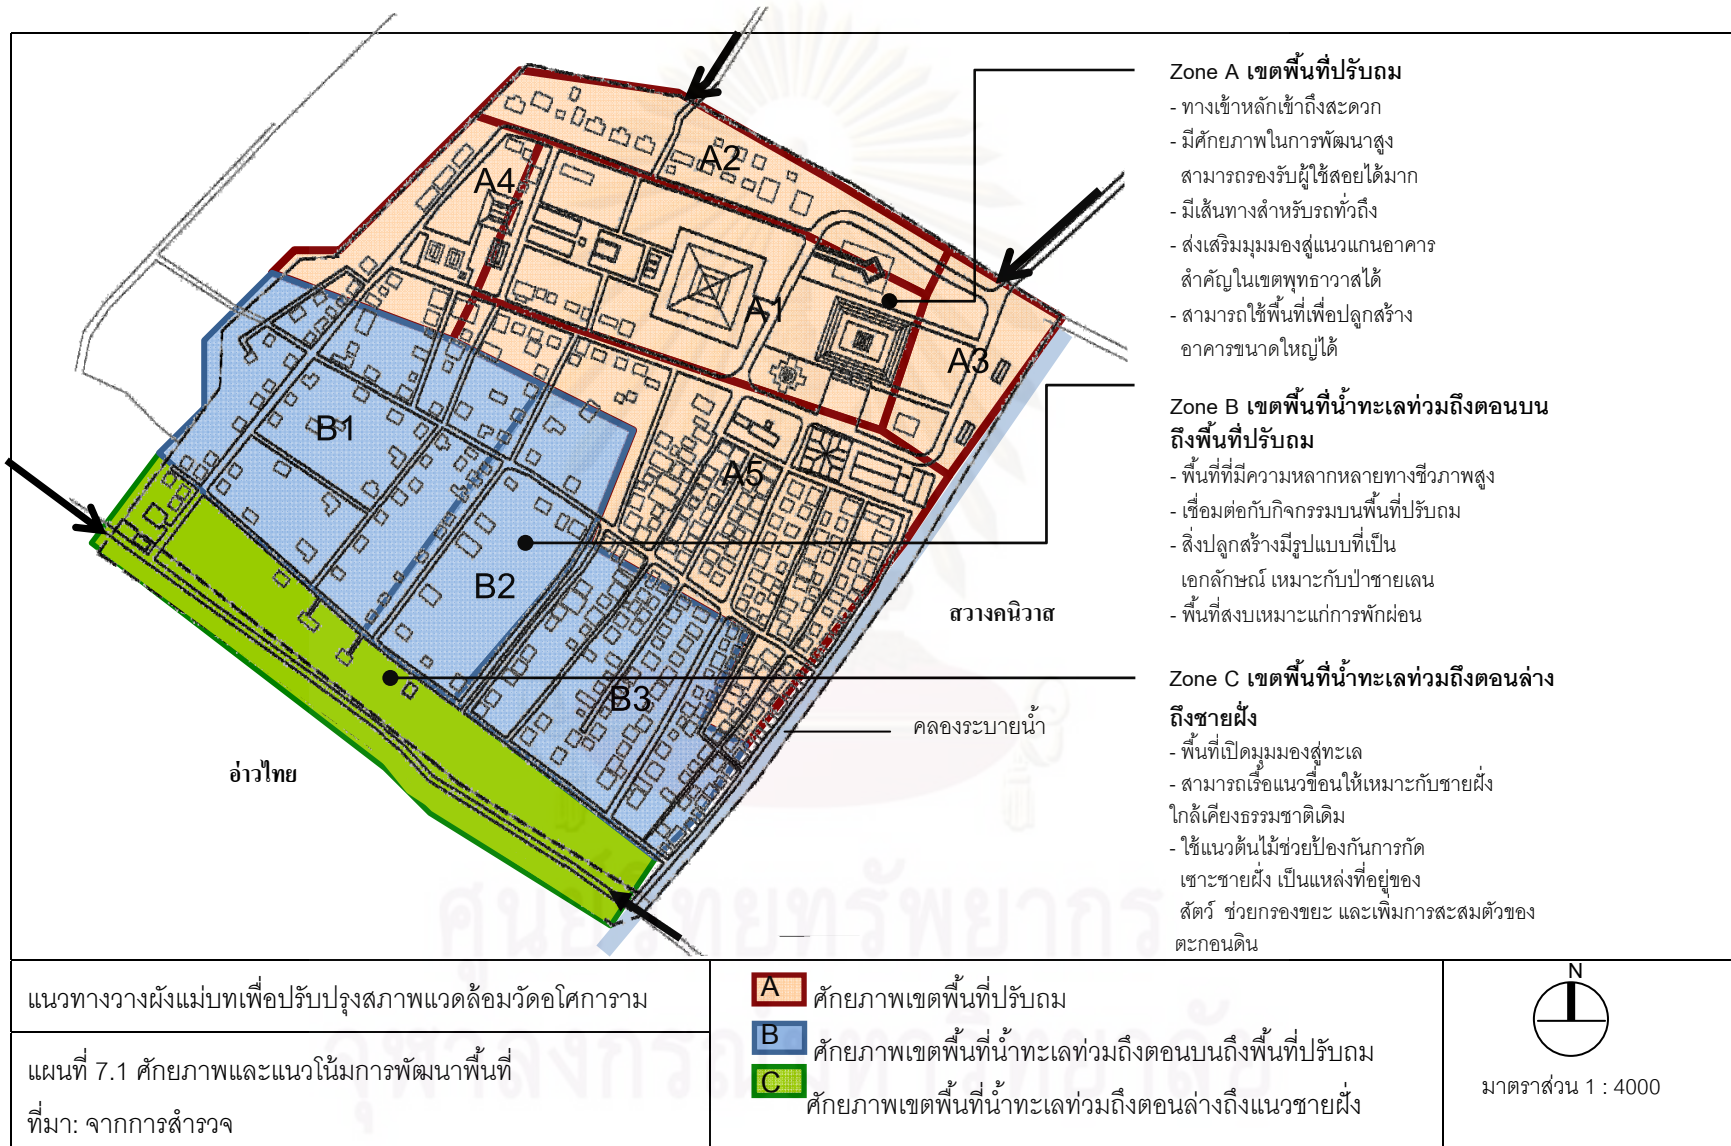 Zone A เขตพื้นที่ปรับถม
- ทางเข้าหลักเข้าถึงสะดวก
- มีศักยภาพในการพัฒนาสูง
สามารถรองรับผู้ใช้สอยได้มาก
- มีเส้นทางสำหรับรถทั่วถึง
- ส่งเสริมมุมมองสู่แนวแกนอาคาร
สำคัญในเขตพุทธาวาสได้
- สามารถใช้พื้นที่เพื่อปลูกสร้าง
อาคารขนาดใหญ่ได้
Zone B เขตพื้นที่น้ำทะเลท่วมถึงตอนบน
ถึงพื้นที่ปรับถม
- พื้นที่ที่มีความหลากหลายทางชีวภาพสูง
- เชื่อมต่อกับกิจกรรมบนพื้นที่ปรับถม
- สิ่งปลูกสร้างมีรูปแบบที่เป็น
เอกลักษณ์ เหมาะกับป่าชายเลน
- พื้นที่สงบเหมาะแก่การพักผ่อน
Zone C เขตพื้นที่น้ำทะเลท่วมถึงตอนล่าง
ถึงชายฝั่ง
- พื้นที่เปิดมุมมองสู่ทะเล
- สามารถเรื้อแนวขื่อนให้เหมาะกับชายฝั่ง
ใกล้เคียงธรรมชาติเดิม
- ใช้แนวต้นไม้ช่วยป้องกันการกัด
เซาะชายฝั่ง เป็นแหล่งที่อยู่ของ
สัตว์ ช่วยกรองขยะ และเพิ่มการสะสมตัวของ
ตะกอนดิน
A2
A4
A1
A3
A5
B1
B2
B3
สวางคนิวาส
คลองระบายน้ำ
อ่าวไทย
ศูนย์วิทยทรัพยากร
จุฬาลงกรณ์มหาวิทยาลัย
แนวทางวางผังแม่บทเพื่อปรับปรุงสภาพแวดล้อมวัดอโศการาม
แผนที่ 7.1 ศักยภาพและแนวโน้มการพัฒนาพื้นที่
ที่มา: จากการสำรวจ
A ศักยภาพเขตพื้นที่ปรับถม
B ศักยภาพเขตพื้นที่น้ำทะเลท่วมถึงตอนบนถึงพื้นที่ปรับถม
C ศักยภาพเขตพื้นที่น้ำทะเลท่วมถึงตอนล่างถึงแนวชายฝั่ง
N
มาตราส่วน 1 : 4000